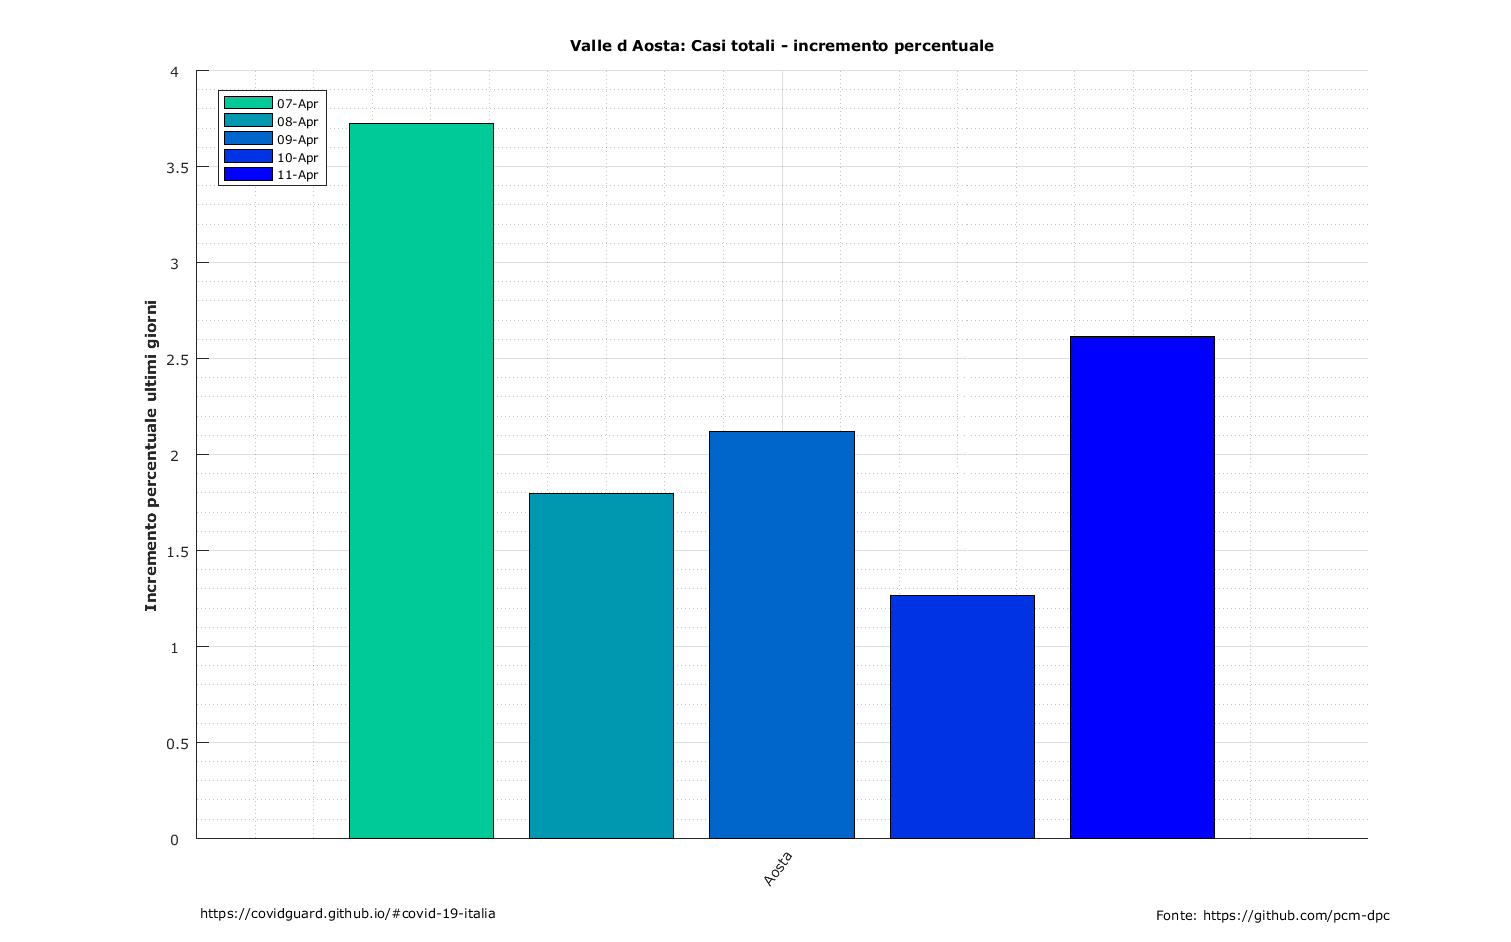 Valle d Aosta: Casi totali - incremento percentuale
4
3.5
3
2.5
2
1.5
1
0.5
0
Incremento percentuale ultimi giorni
07-Apr
08-Apr
09-Apr
10-Apr
11-Apr
Aosta
https://covidguard.github.io/#covid-19-italia
Fonte: https://github.com/pcm-dpc